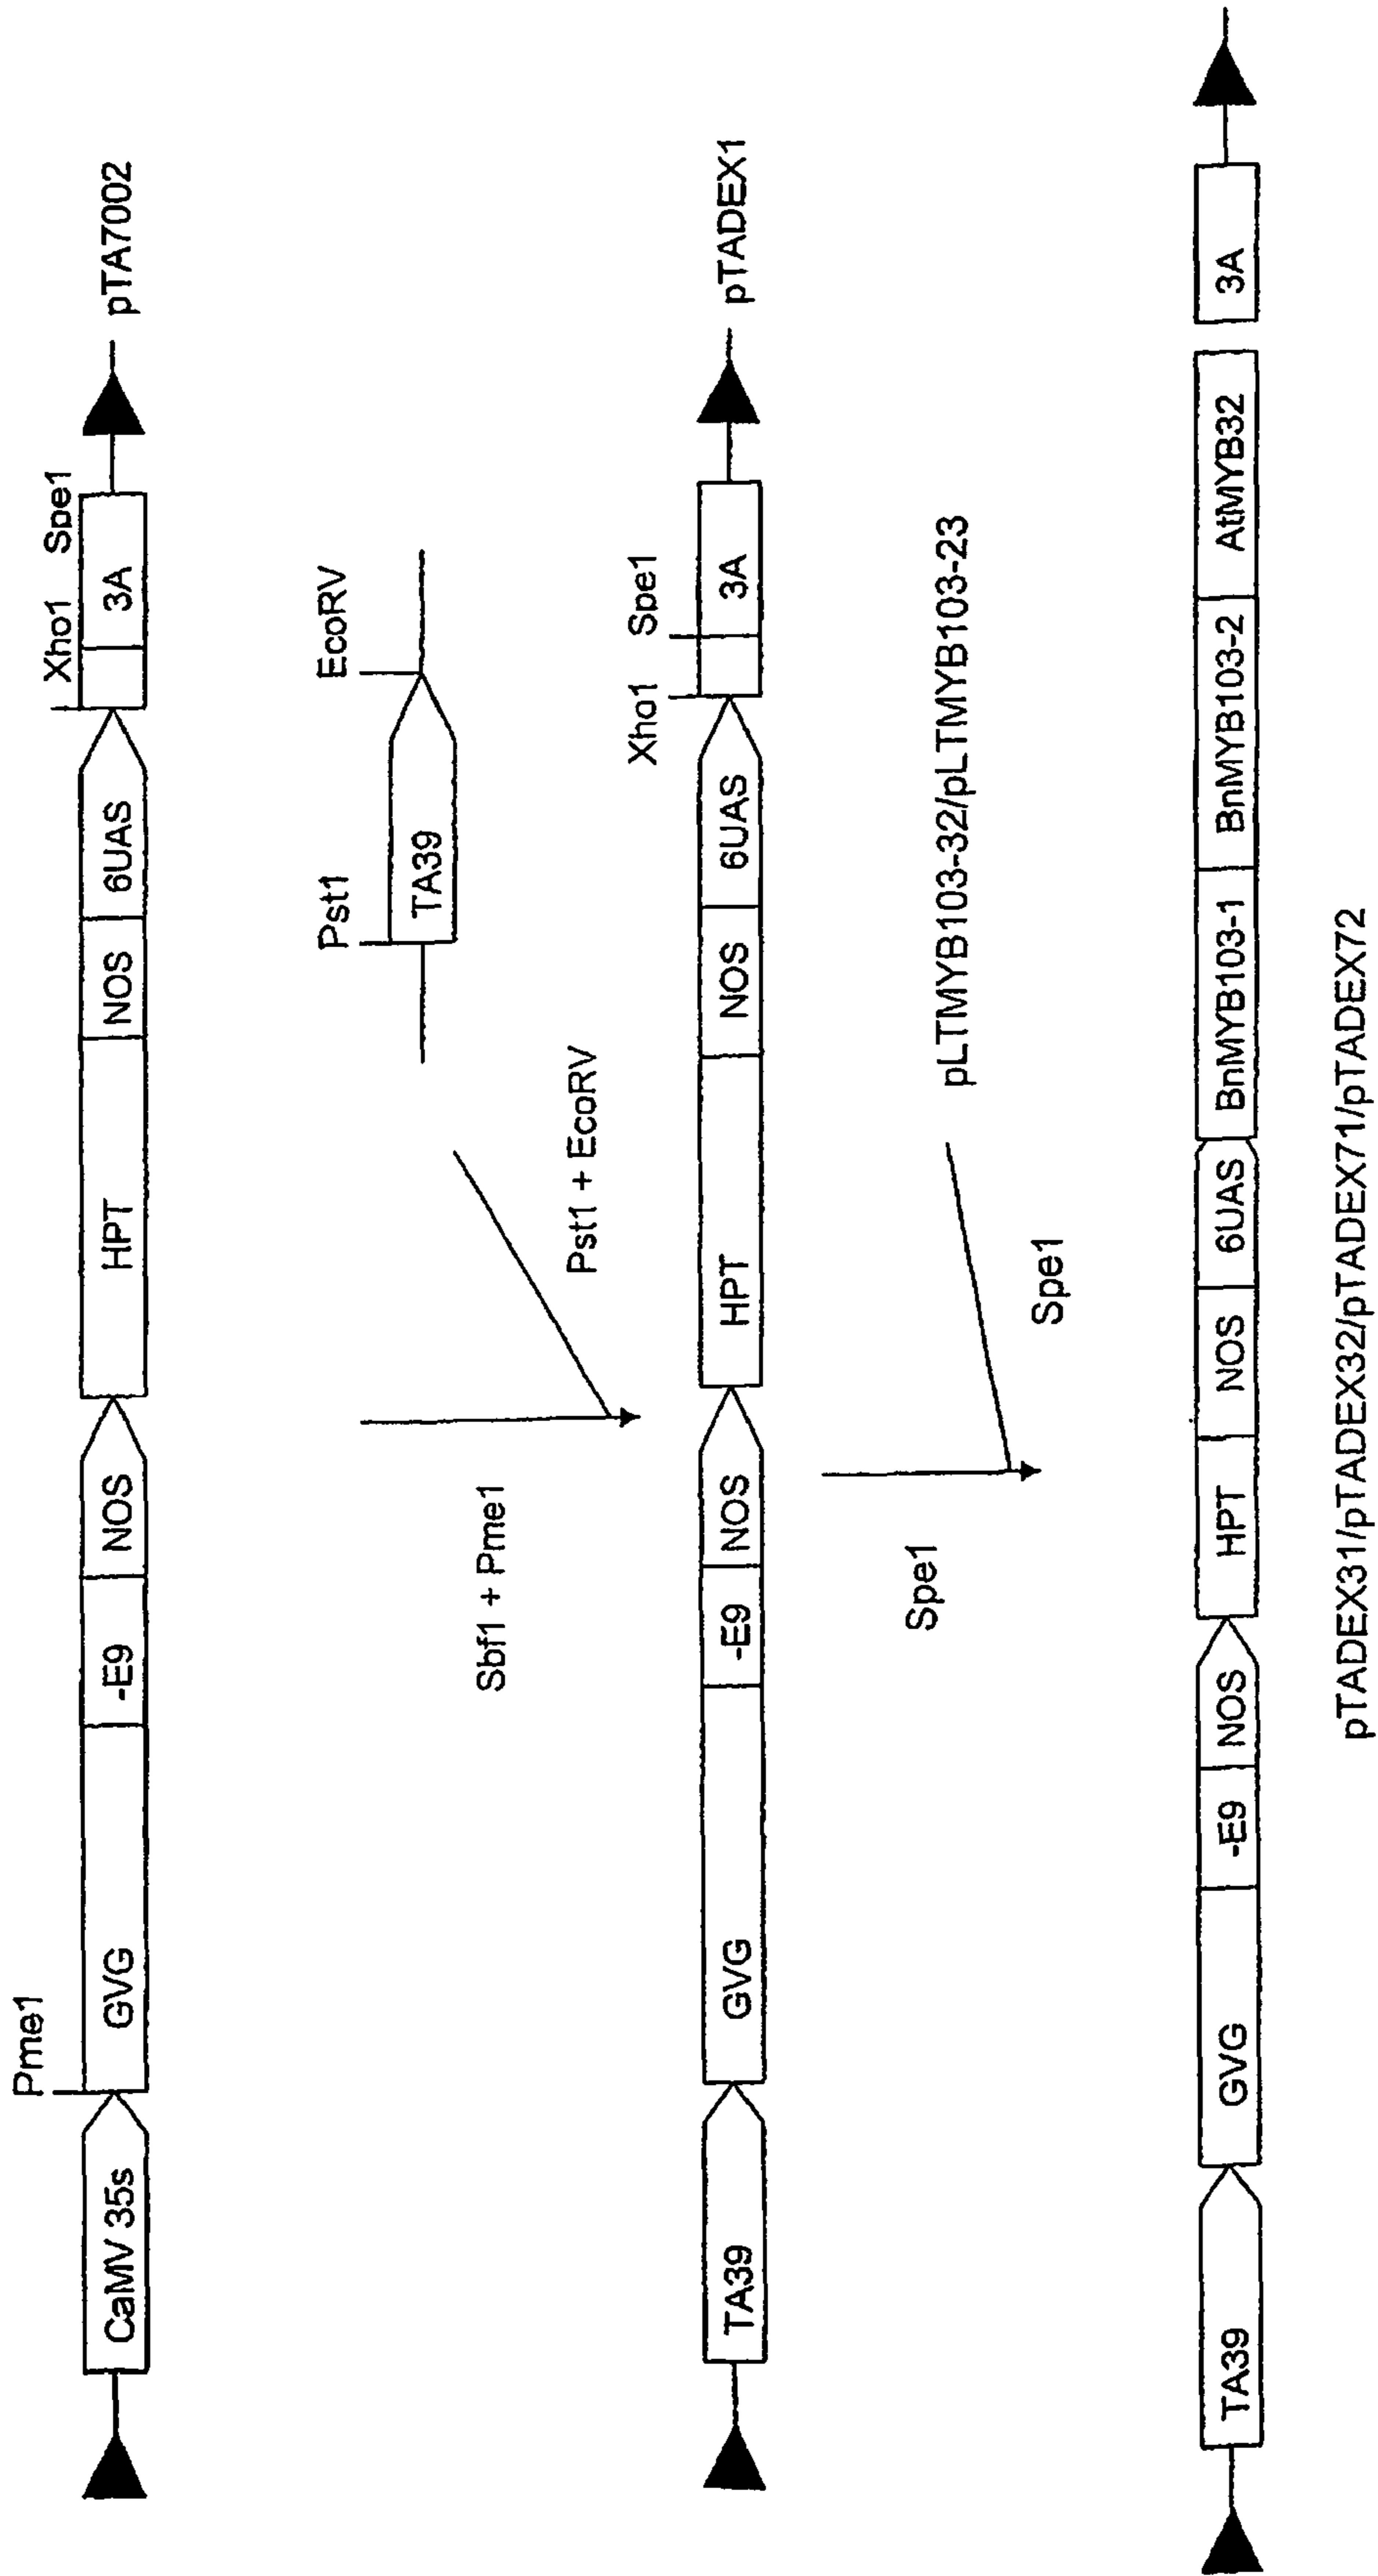 Pme1 Xho1 Spe1
CaMV 35s GVG -E9 NOS HPT NOS 6UAS 3A pTA7002
Pst1 EcoRV
TA39
Sbf1 + Pme1 Pst1 + EcoRV
Xho1 Spe1
TA39 GVG -E9 NOS HPT NOS 6UAS 3A pTADEX1
pLTMYB103-32/pLTMYB103-23
Spe1 Spe1
TA39 GVG -E9 NOS HPT NOS 6UAS BnMYB103-1 BnMYB103-2 AtMYB32 3A
pTADEX31/pTADEX32/pTADEX71/pTADEX72